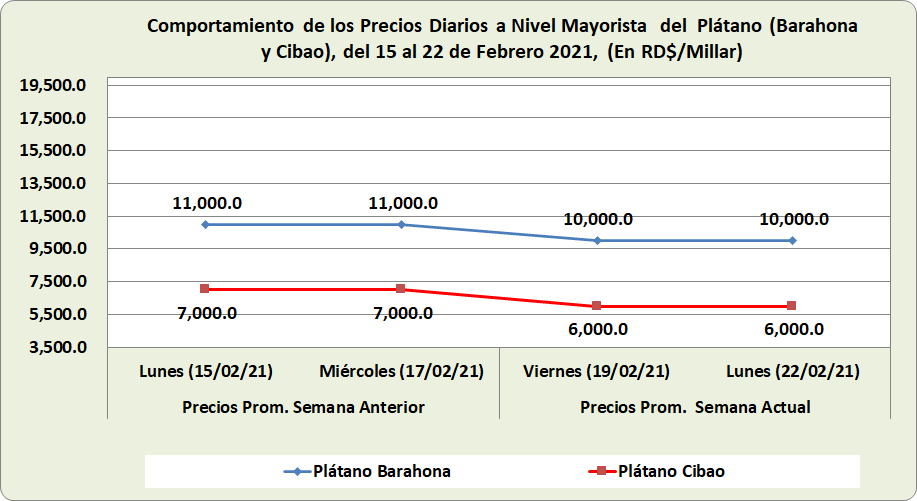 Comportamiento de los Precios Diarios a Nivel Mayorista del Plátano (Barahona
y Cibao), del 15 al 22 de Febrero 2021, (En RD$/Millar)
19,500.0
17,500.0
15,500.0
13,500.0
11,500.0
9,500.0
7,500.0
5,500.0
3,500.0
11,000.0 11,000.0 10,000.0 10,000.0
7,000.0 7,000.0 6,000.0 6,000.0
Lunes (15/02/21) Miércoles (17/02/21) Viernes (19/02/21) Lunes (22/02/21)
Precios Prom. Semana Anterior Precios Prom. Semana Actual
Plátano Barahona Plátano Cibao